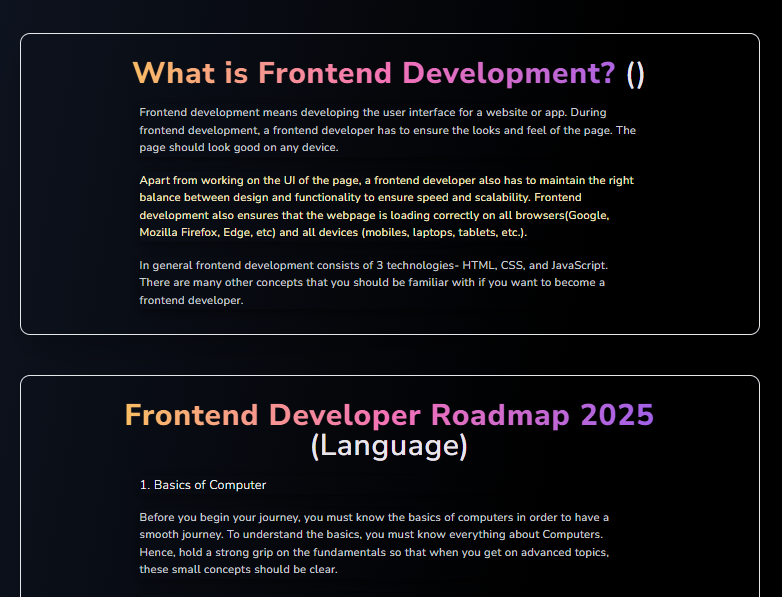 What is Frontend Development? ()
Frontend development means developing the user interface for a website or app. During
frontend development, a frontend developer has to ensure the looks and feel of the page. The
page should look good on any device.
Apart from working on the UI of the page, a frontend developer also has to maintain the right
balance between design and functionality to ensure speed and scalability. Frontend
development also ensures that the webpage is loading correctly on all browsers(Google,
Mozilla Firefox, Edge, etc) and all devices (mobiles, laptops, tablets, etc.).
In general frontend development consists of 3 technologies- HTML, CSS, and JavaScript.
There are many other concepts that you should be familiar with if you want to become a
frontend developer.
Frontend Developer Roadmap 2025
(Language)
1. Basics of Computer
Before you begin your journey, you must know the basics of computers in order to have a
smooth journey. To understand the basics, you must know everything about Computers.
Hence, hold a strong grip on the fundamentals so that when you get on advanced topics,
these small concepts should be clear.